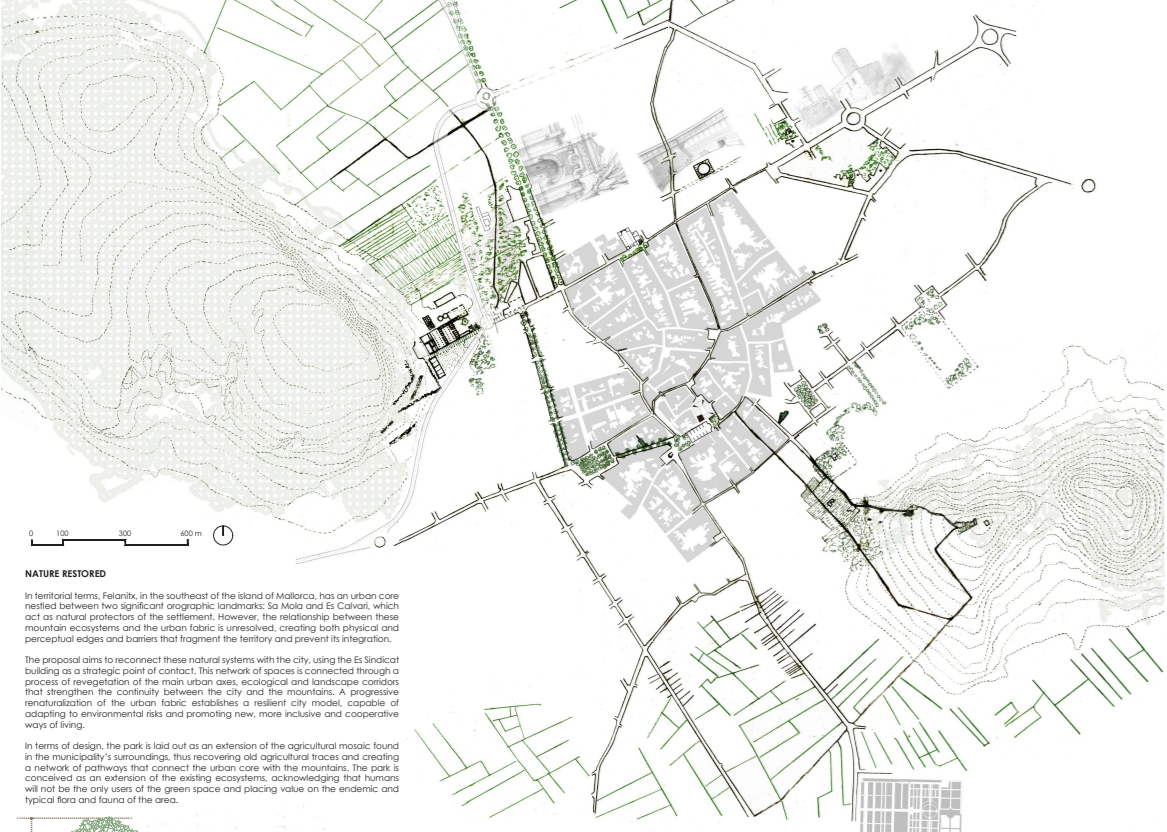 0 100 300 600 m
NATURE RESTORED
In territorial terms, Felanitx, in the southeast of the island of Mallorca, has an urban core
nestled between two significant orographic landmarks: Sa Mola and Es Calvari, which
act as natural protectors of the settlement. However, the relationship between these
mountain ecosystems and the urban fabric is unresolved, creating both physical and
perceptual edges and barriers that fragment the territory and prevent its integration.
The proposal aims to reconnect these natural systems with the city, using the Es Sindicat
building as a strategic point of contact. This network of spaces is connected through a
process of revegetation of the main urban axes, ecological and landscape corridors
that strengthen the continuity between the city and the mountains. A progressive
renaturalization of the urban fabric establishes a resilient city model, capable of
adapting to environmental risks and promoting new, more inclusive and cooperative
ways of living.
In terms of design, the park is laid out as an extension of the agricultural mosaic found
in the municipality's surroundings, thus recovering old agricultural traces and creating
a network of pathways that connect the urban core with the mountains. The park is
conceived as an extension of the existing ecosystems, acknowledging that humans
will not be the only users of the green space and placing value on the endemic and
typical flora and fauna of the area.